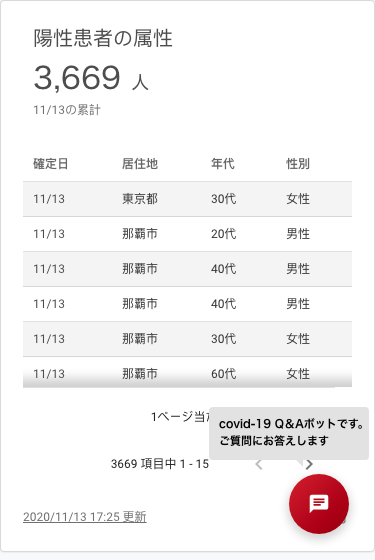 陽性患者の属性
3,669 人
11/13の累計
確定日 居住地 年代 性別
11/13 東京都 30代 女性
11/13 那覇市 20代 男性
11/13 那覇市 40代 男性
11/13 那覇市 40代 男性
11/13 那覇市 30代 女性
11/13 那覇市 60代 女性
1ページ当
covid-19 Q&Aボットです。
ご質問にお答えします
3669 項目中 1 - 15
2020/11/13 17:25 更新